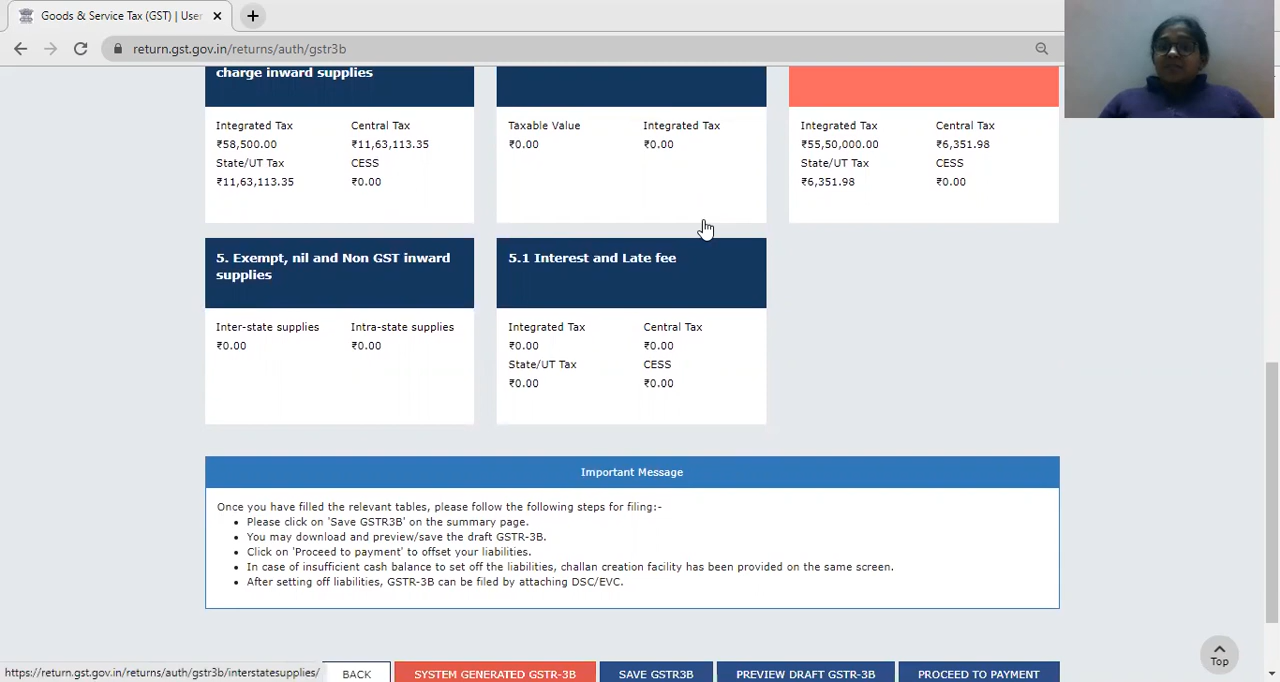 Goods & Service Tax (GST) | User
return.gst.gov.in/returns/auth/gstr3b
charge inward supplies
Integrated Tax Central Tax
₹58,500.00 ₹11,63,113.35
State/UT Tax CESS
₹11,63,113.35 ₹0.00
Taxable Value Integrated Tax
₹0.00 ₹0.00
Integrated Tax Central Tax
₹55,50,000.00 ₹6,351.98
State/UT Tax CESS
₹6,351.98 ₹0.00
5. Exempt, nil and Non GST inward
supplies
Inter-state supplies Intra-state supplies
₹0.00 ₹0.00
5.1 Interest and Late fee
Integrated Tax Central Tax
₹0.00 ₹0.00
State/UT Tax CESS
₹0.00 ₹0.00
Important Message
Once you have filled the relevant tables, please follow the following steps for filing:-
• Please click on 'Save GSTR3B' on the summary page.
• You may download and preview/save the draft GSTR-3B.
• Click on 'Proceed to payment' to offset your liabilities.
• In case of insufficient cash balance to set off the liabilities, challan creation facility has been provided on the same screen.
• After setting off liabilities, GSTR-3B can be filed by attaching DSC/EVC.
Top
https://return.gst.gov.in/returns/auth/gstr3b/interstatesupplies/
BACK SYSTEM GENERATED GSTR-3B SAVE GSTR3B PREVIEW DRAFT GSTR-3B PROCEED TO PAYMENT